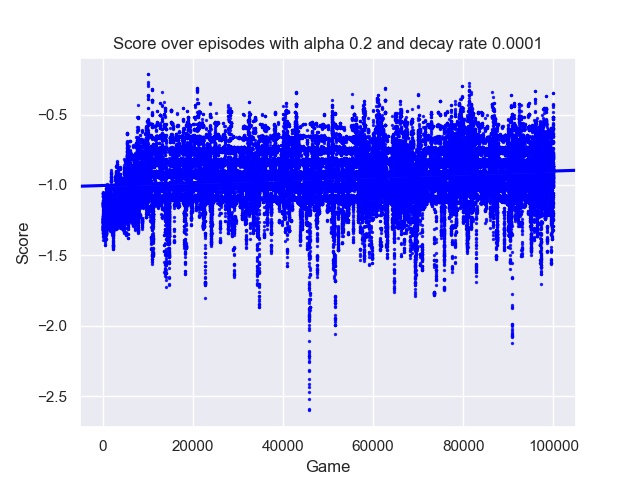 Score over episodes with alpha 0.2 and decay rate 0.0001
−0.5
−1.0
−1.5
−2.0
−2.5
Score
0 20000 40000 60000 80000 100000
Game